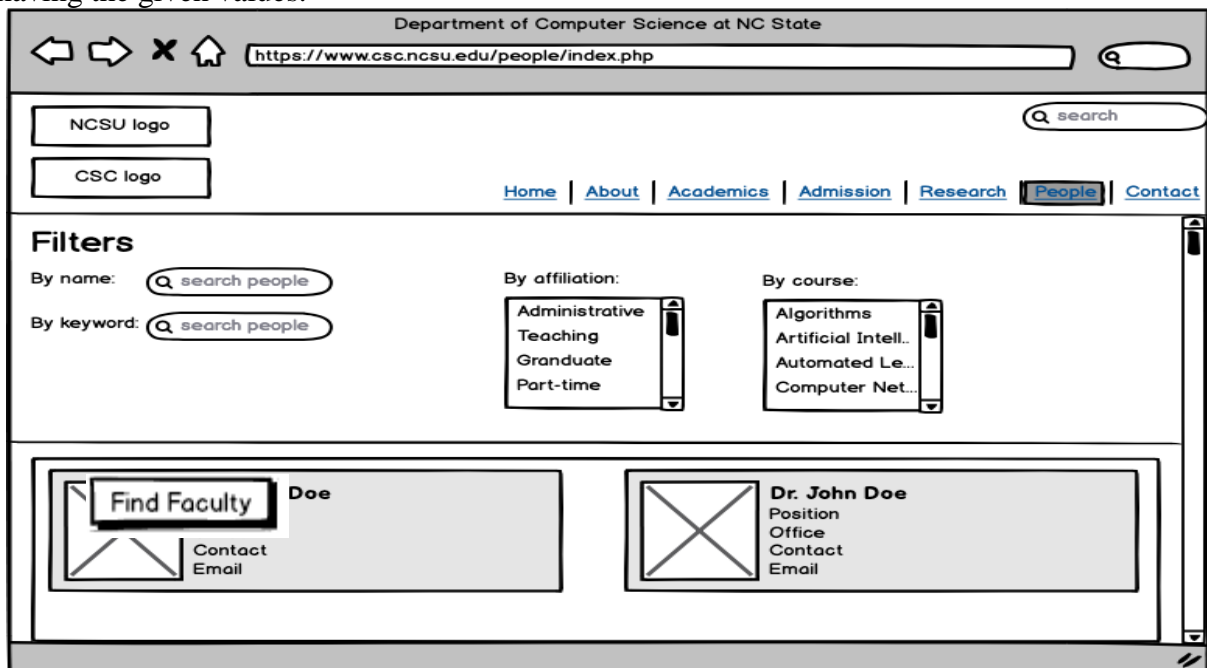 having the given values.
Department of Computer Science at NC State
https://www.csc.ncsu.edu/people/index.php
NCSU logo
search
CSC logo
Home | About | Academics | Admission | Research | People | Contact
Filters
By name: search people
By keyword: search people
By affiliation:
Administrative
Teaching
Granduate
Part-time
By course:
Algorithms
Artificial Intell..
Automated Le...
Computer Net...
Find Faculty
Doe
Contact
Email
Dr. John Doe
Position
Office
Contact
Email